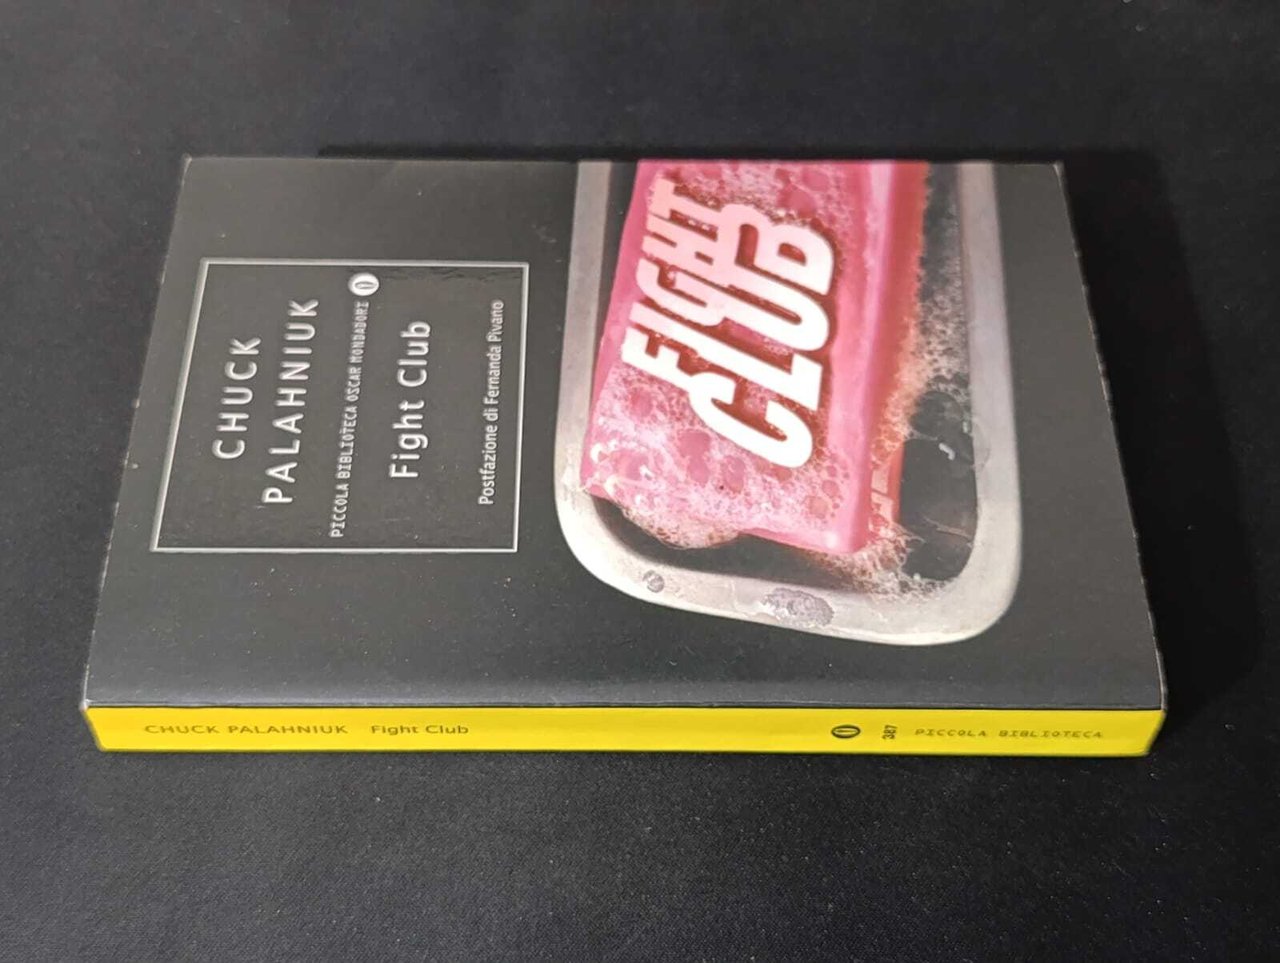 CHUCK
PALAHNIUK
PICCOLA BIBLIOTECA OSCAR MONDADORI
Fight Club
Postfazione di Fernanda Pivano
FIGHT
CLUB
CHUCK PALAHNIUK Fight Club
387 PICCOLA BIBLIOTECA